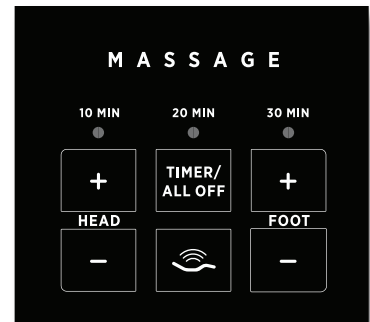 MASSAGE
10 MIN 20 MIN 30 MIN
+ TIMER/ +
ALL OFF
HEAD FOOT
− −